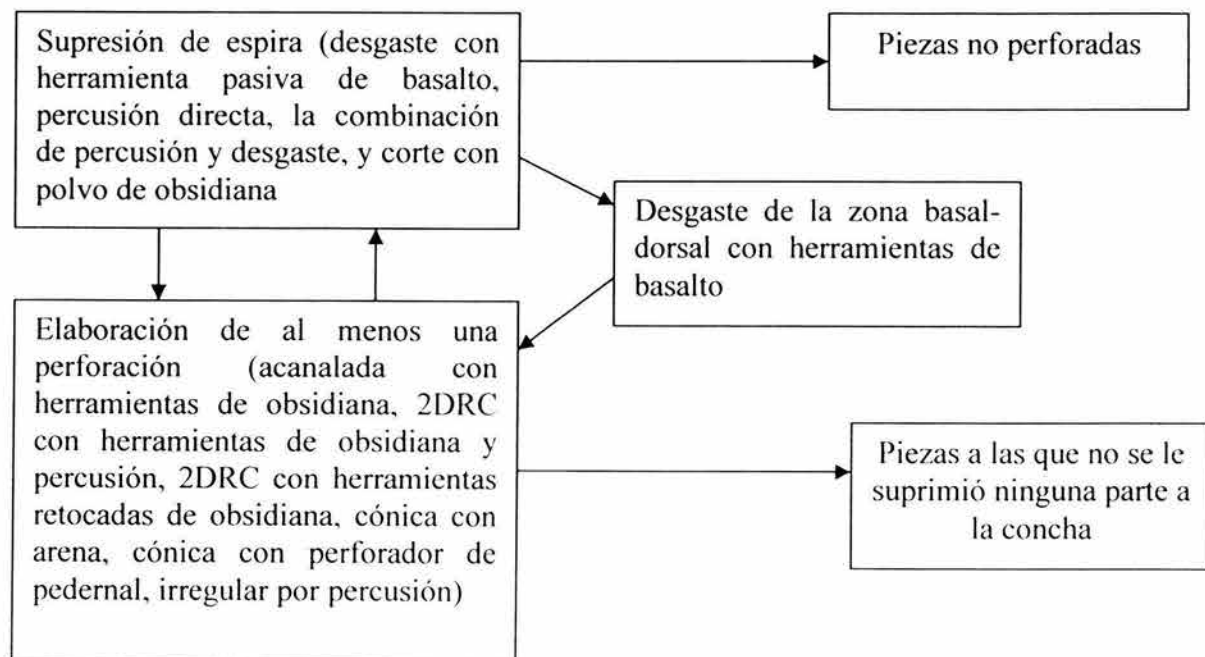 Supresión de espira (desgaste con
herramienta pasiva de basalto,
percusión directa, la combinación
de percusión y desgaste, y corte con
polvo de obsidiana
Piezas no perforadas
Desgaste de la zona basal-
dorsal con herramientas de
basalto
Elaboración de al menos una
perforación (acanalada con
herramientas de obsidiana, 2DRC
con herramientas de obsidiana y
percusión, 2DRC con herramientas
retocadas de obsidiana, cónica con
arena, cónica con perforador de
pedernal, irregular por percusión)
Piezas a las que no se le
suprimió ninguna parte a
la concha